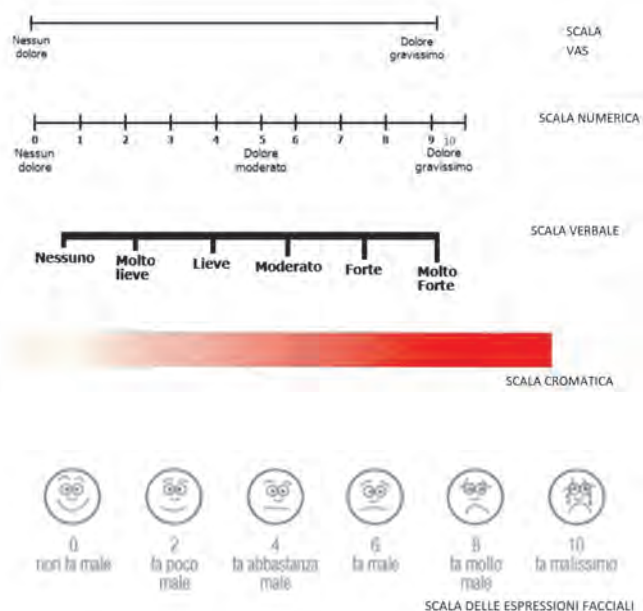 Nessun
dolore
Dolore
gravissimo
SCALA
VAS
0 1 2 3 4 5 6 7 8 9 10
Nessun
dolore
Dolore
moderato
Dolore
gravissimo
SCALA NUMERICA
Nessuno
Molto
lieve
Lieve
Moderato
Forte
Molto
Forte
SCALA VERBALE
SCALA CROMATICA
0
non fa male
2
fa poco
male
4
fa abbastanza
male
6
fa male
8
fa molto
male
10
fa malissimo
SCALA DELLE ESPRESSIONI FACCIALI